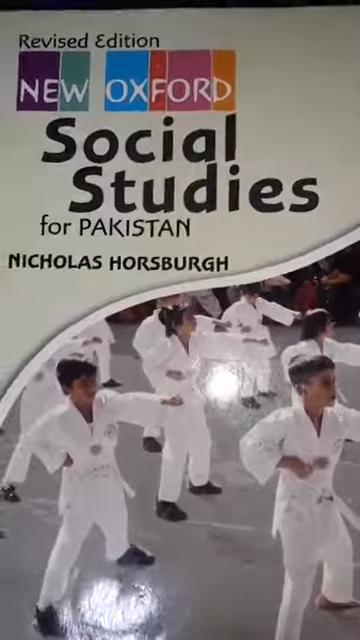 Revised Edition
NEW OXFORD
Social
Studies
for PAKISTAN
NICHOLAS HORSBURGH